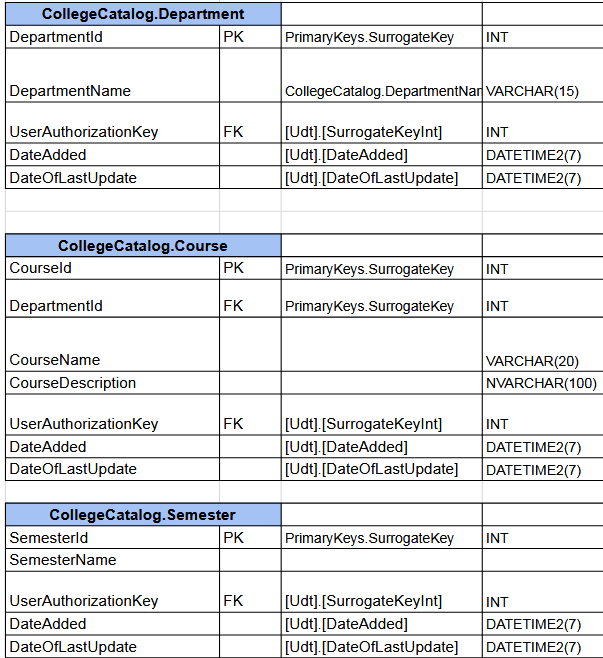 CollegeCatalog.Department
DepartmentId PK PrimaryKeys.SurrogateKey INT
DepartmentName CollegeCatalog.DepartmentNam VARCHAR(15)
UserAuthorizationKey FK [Udt].[SurrogateKeyInt] INT
DateAdded [Udt].[DateAdded] DATETIME2(7)
DateOfLastUpdate [Udt].[DateOfLastUpdate] DATETIME2(7)
CollegeCatalog.Course
CourseId PK PrimaryKeys.SurrogateKey INT
DepartmentId FK PrimaryKeys.SurrogateKey INT
CourseName VARCHAR(20)
CourseDescription NVARCHAR(100)
UserAuthorizationKey FK [Udt].[SurrogateKeyInt] INT
DateAdded [Udt].[DateAdded] DATETIME2(7)
DateOfLastUpdate [Udt].[DateOfLastUpdate] DATETIME2(7)
CollegeCatalog.Semester
SemesterId PK PrimaryKeys.SurrogateKey INT
SemesterName
UserAuthorizationKey FK [Udt].[SurrogateKeyInt] INT
DateAdded [Udt].[DateAdded] DATETIME2(7)
DateOfLastUpdate [Udt].[DateOfLastUpdate] DATETIME2(7)